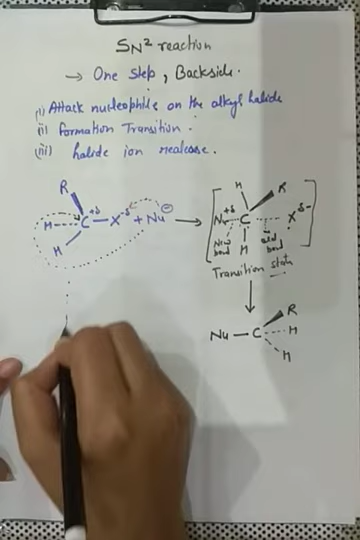 SN² reaction
→ One step, Backside.
(i) Attack nucleophile on the alkyl halide
(ii) formation Transition.
(iii) halide ion
R
H C +δ X -δ + Nu ⊖ →
H
H R
Nu +δ C X δ-
New bond H old bond
Transition state
R
Nu — C H
H